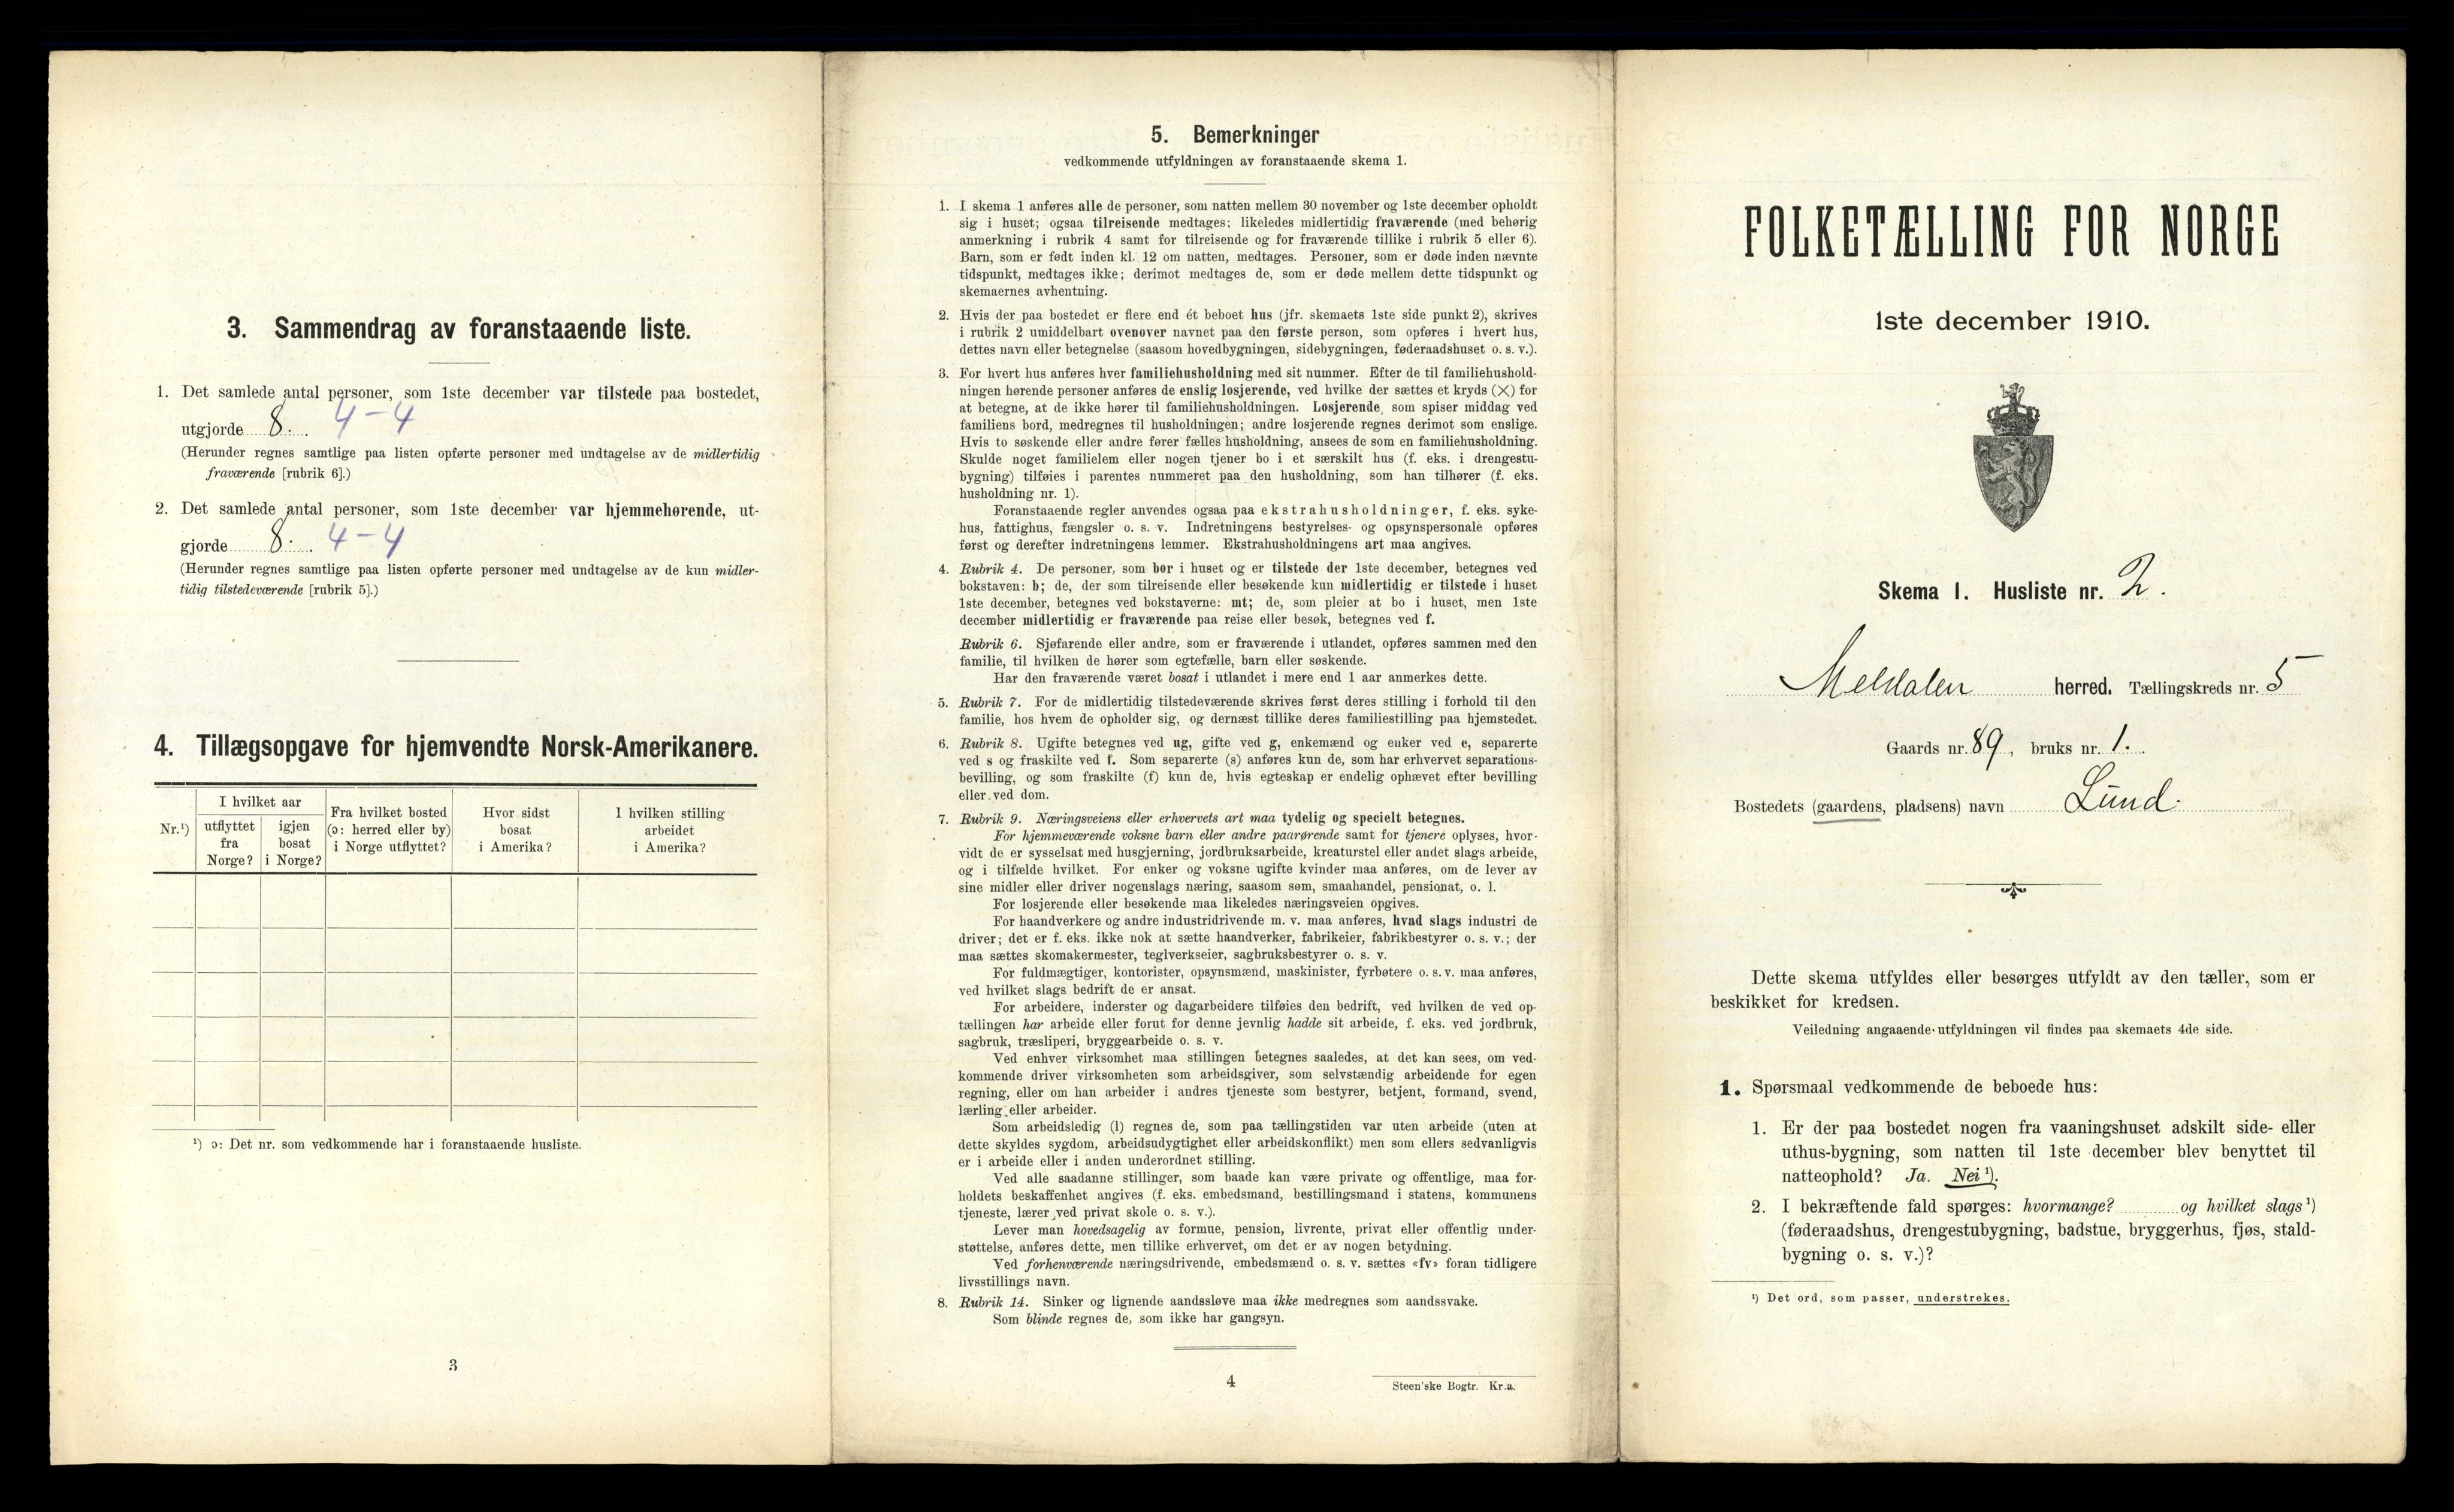 3. Sammendrag av foranstaaende liste.
1. Det samlede antal personer, som 1ste december var tilstede paa bostedet,
utgjorde 8. 4-4
(Herunder regnes samtlige paa listen opførte personer med undtagelse av de midlertidig
fraværende [rubrik 6].)
2. Det samlede antal personer, som 1ste december var hjemmehørende, ut-
gjorde 8. 4-4
(Herunder regnes samtlige paa listen opførte personer med undtagelse av de kun midler-
tidig tilstedeværende [rubrik 5].)
4. Tillægsopgave for hjemvendte Norsk-Amerikanere.
Nr.¹)
I hvilket aar
utflyttet
fra
Norge?
igjen
bosat
i Norge?
Fra hvilket bosted
(ɔ: herred eller by)
i Norge utflyttet?
Hvor sidst
bosat
i Amerika?
I hvilken stilling
arbeidet
i Amerika?
¹) ɔ: Det nr. som vedkommende har i foranstaaende husliste.
3
5. Bemerkninger
vedkommende utfyldningen av foranstaaende skema 1.
1. I skema 1 anføres alle de personer, som natten mellem 30 november og 1ste december opholdt
sig i huset; ogsaa tilreisende medtages; likeledes midlertidig fraværende (med behørig
anmerkning i rubrik 4 samt for tilreisende og for fraværende tillike i rubrik 5 eller 6).
Barn, som er født inden kl. 12 om natten, medtages. Personer, som er døde inden nævnte
tidspunkt, medtages ikke; derimot medtages de, som er døde mellem dette tidspunkt og
skemaernes avhentning.
2. Hvis der paa bostedet er flere end ét beboet hus (jfr. skemaets 1ste side punkt 2), skrives
i rubrik 2 umiddelbart ovenover navnet paa den første person, som opføres i hvert hus,
dettes navn eller betegnelse (saasom hovedbygningen, sidebygningen, føderaadshuset o. s. v.).
3. For hvert hus anføres hver familiehusholdning med sit nummer. Efter de til familiehushold-
ningen hørende personer anføres de enslig losjerende, ved hvilke der sættes et kryds (×) for
at betegne, at de ikke hører til familiehusholdningen. Losjerende, som spiser middag ved
familiens bord, medregnes til husholdningen; andre losjerende regnes derimot som enslige.
Hvis to søskende eller andre fører fælles husholdning, ansees de som en familiehusholdning.
Skulde noget familielem eller nogen tjener bo i et særskilt hus (f. eks. i drengestu-
bygning) tilføies i parentes nummeret paa den husholdning, som han tilhører (f. eks.
husholdning nr. 1).
Foranstaaende regler anvendes ogsaa paa ekstrahusholdninger, f. eks. syke-
hus, fattighus, fængsler o. s. v. Indretningens bestyrelses- og opsynspersonale opføres
først og derefter indretningens lemmer. Ekstrahusholdningens art maa angives.
4. Rubrik 4. De personer, som bor i huset og er tilstede der 1ste december, betegnes ved
bokstaven: b; de, der som tilreisende eller besøkende kun midlertidig er tilstede i huset
1ste december, betegnes ved bokstaverne: mt; de, som pleier at bo i huset, men 1ste
december midlertidig er fraværende paa reise eller besøk, betegnes ved f.
Rubrik 6. Sjøfarende eller andre, som er fraværende i utlandet, opføres sammen med den
familie, til hvilken de hører som egtefælle, barn eller søskende.
Har den fraværende været bosat i utlandet i mere end 1 aar anmerkes dette.
5. Rubrik 7. For de midlertidig tilstedeværende skrives først deres stilling i forhold til den
familie, hos hvem de opholder sig, og dernæst tillike deres familiestilling paa hjemstedet.
6. Rubrik 8. Ugifte betegnes ved ug, gifte ved g, enkemænd og enker ved e, separerte
ved s og fraskilte ved f. Som separerte (s) anføres kun de, som har erhvervet separations-
bevilling, og som fraskilte (f) kun de, hvis egteskap er endelig ophævet efter bevilling
eller ved dom.
7. Rubrik 9. Næringsveiens eller erhvervets art maa tydelig og specielt betegnes.
For hjemmeværende voksne barn eller andre paarørende samt for tjenere oplyses, hvor-
vidt de er sysselsat med husgjerning, jordbruksarbeide, kreaturstel eller andet slags arbeide,
og i tilfælde hvilket. For enker og voksne ugifte kvinder maa anføres, om de lever av
sine midler eller driver nogenslags næring, saasom søm, smaahandel, pensionat, o. l.
For losjerende eller besøkende maa likeledes næringsveien opgives.
For haandverkere og andre industridrivende m. v. maa anføres, hvad slags industri de
driver; det er f. eks. ikke nok at sætte haandverker, fabrikeier, fabrikbestyrer o. s. v.; der
maa sættes skomakermester, teglverkseier, sagbruksbestyrer o. s. v.
For fuldmægtiger, kontorister, opsynsmænd, maskinister, fyrbøtere o. s. v. maa anføres,
ved hvilket slags bedrift de er ansat.
For arbeidere, inderster og dagarbeidere tilføies den bedrift, ved hvilken de ved op-
tællingen har arbeide eller forut for denne jevnlig hadde sit arbeide, f. eks. ved jordbruk,
sagbruk, træsliperi, bryggearbeide o. s. v.
Ved enhver virksomhet maa stillingen betegnes saaledes, at det kan sees, om ved-
kommende driver virksomheten som arbeidsgiver, som selvstændig arbeidende for egen
regning, eller om han arbeider i andres tjeneste som bestyrer, betjent, formand, svend,
lærling eller arbeider.
Som arbeidsledig (l) regnes de, som paa tællingstiden var uten arbeide (uten at
dette skyldes sygdom, arbeidsudygtighet eller arbeidskonflikt) men som ellers sedvanligvis
er i arbeide eller i anden underordnet stilling.
Ved alle saadanne stillinger, som baade kan være private og offentlige, maa for-
holdets beskaffenhet angives (f. eks. embedsmand, bestillingsmand i statens, kommunens
tjeneste, lærer ved privat skole o. s. v.).
Lever man hovedsagelig av formue, pension, livrente, privat eller offentlig under-
støttelse, anføres dette, men tillike erhvervet, om det er av nogen betydning.
Ved forhenværende næringsdrivende, embedsmænd o. s. v. sættes «fv» foran tidligere
livsstillings navn.
8. Rubrik 14. Sinker og lignende aandssløve maa ikke medregnes som aandssvake.
Som blinde regnes de, som ikke har gangsyn.
4
Steen'ske Bogtr. Kr.a.
FOLKETÆLLING FOR NORGE
1ste december 1910.
Skema 1. Husliste nr. 2.
Meldalen herred. Tællingskreds nr. 5
Gaards nr. 89, bruks nr. 1.
Bostedets (gaardens, pladsens) navn Lund.
Dette skema utfyldes eller besørges utfyldt av den tæller, som er
beskikket for kredsen.
Veiledning angaaende utfyldningen vil findes paa skemaets 4de side.
1. Spørsmaal vedkommende de beboede hus:
1. Er der paa bostedet nogen fra vaaningshuset adskilt side- eller
uthus-bygning, som natten til 1ste december blev benyttet til
natteophold? Ja. Nei¹).
2. I bekræftende fald spørges: hvormange? og hvilket slags¹)
(føderaadshus, drengestubygning, badstue, bryggerhus, fjøs, stald-
bygning o. s. v.)?
¹) Det ord, som passer, understrekes.